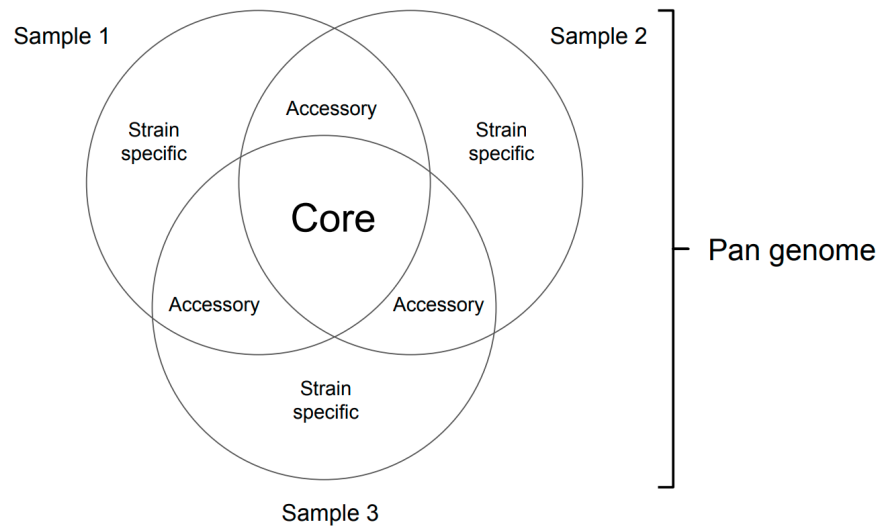 Sample 1
Sample 2
Accessory
Strain
specific
Strain
specific
Core
Pan genome
Accessory
Accessory
Strain
specific
Sample 3